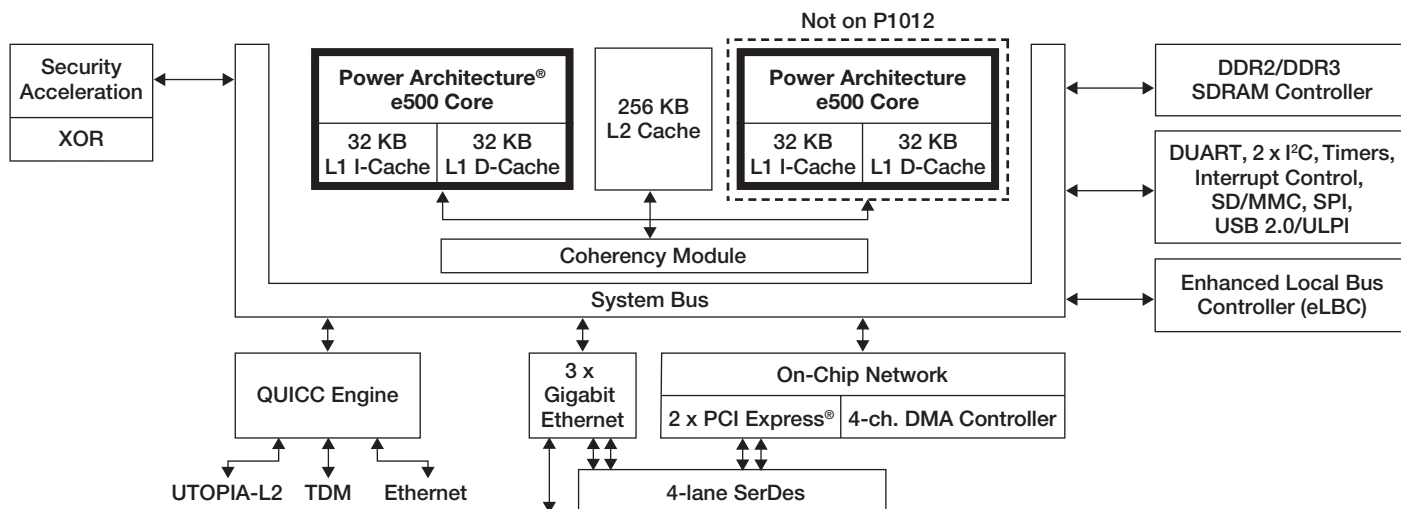 Not on P1012
Security
Acceleration
XOR
Power Architecture®
e500 Core
32 KB
L1 I-Cache
32 KB
L1 D-Cache
256 KB
L2 Cache
Power Architecture
e500 Core
32 KB
L1 I-Cache
32 KB
L1 D-Cache
DDR2/DDR3
SDRAM Controller
DUART, 2 x I²C, Timers,
Interrupt Control,
SD/MMC, SPI,
USB 2.0/ULPI
Coherency Module
System Bus
Enhanced Local Bus
Controller (eLBC)
QUICC Engine
3 x
Gigabit
Ethernet
On-Chip Network
2 x PCI Express®
4-ch. DMA Controller
UTOPIA-L2
TDM
Ethernet
4-lane SerDes